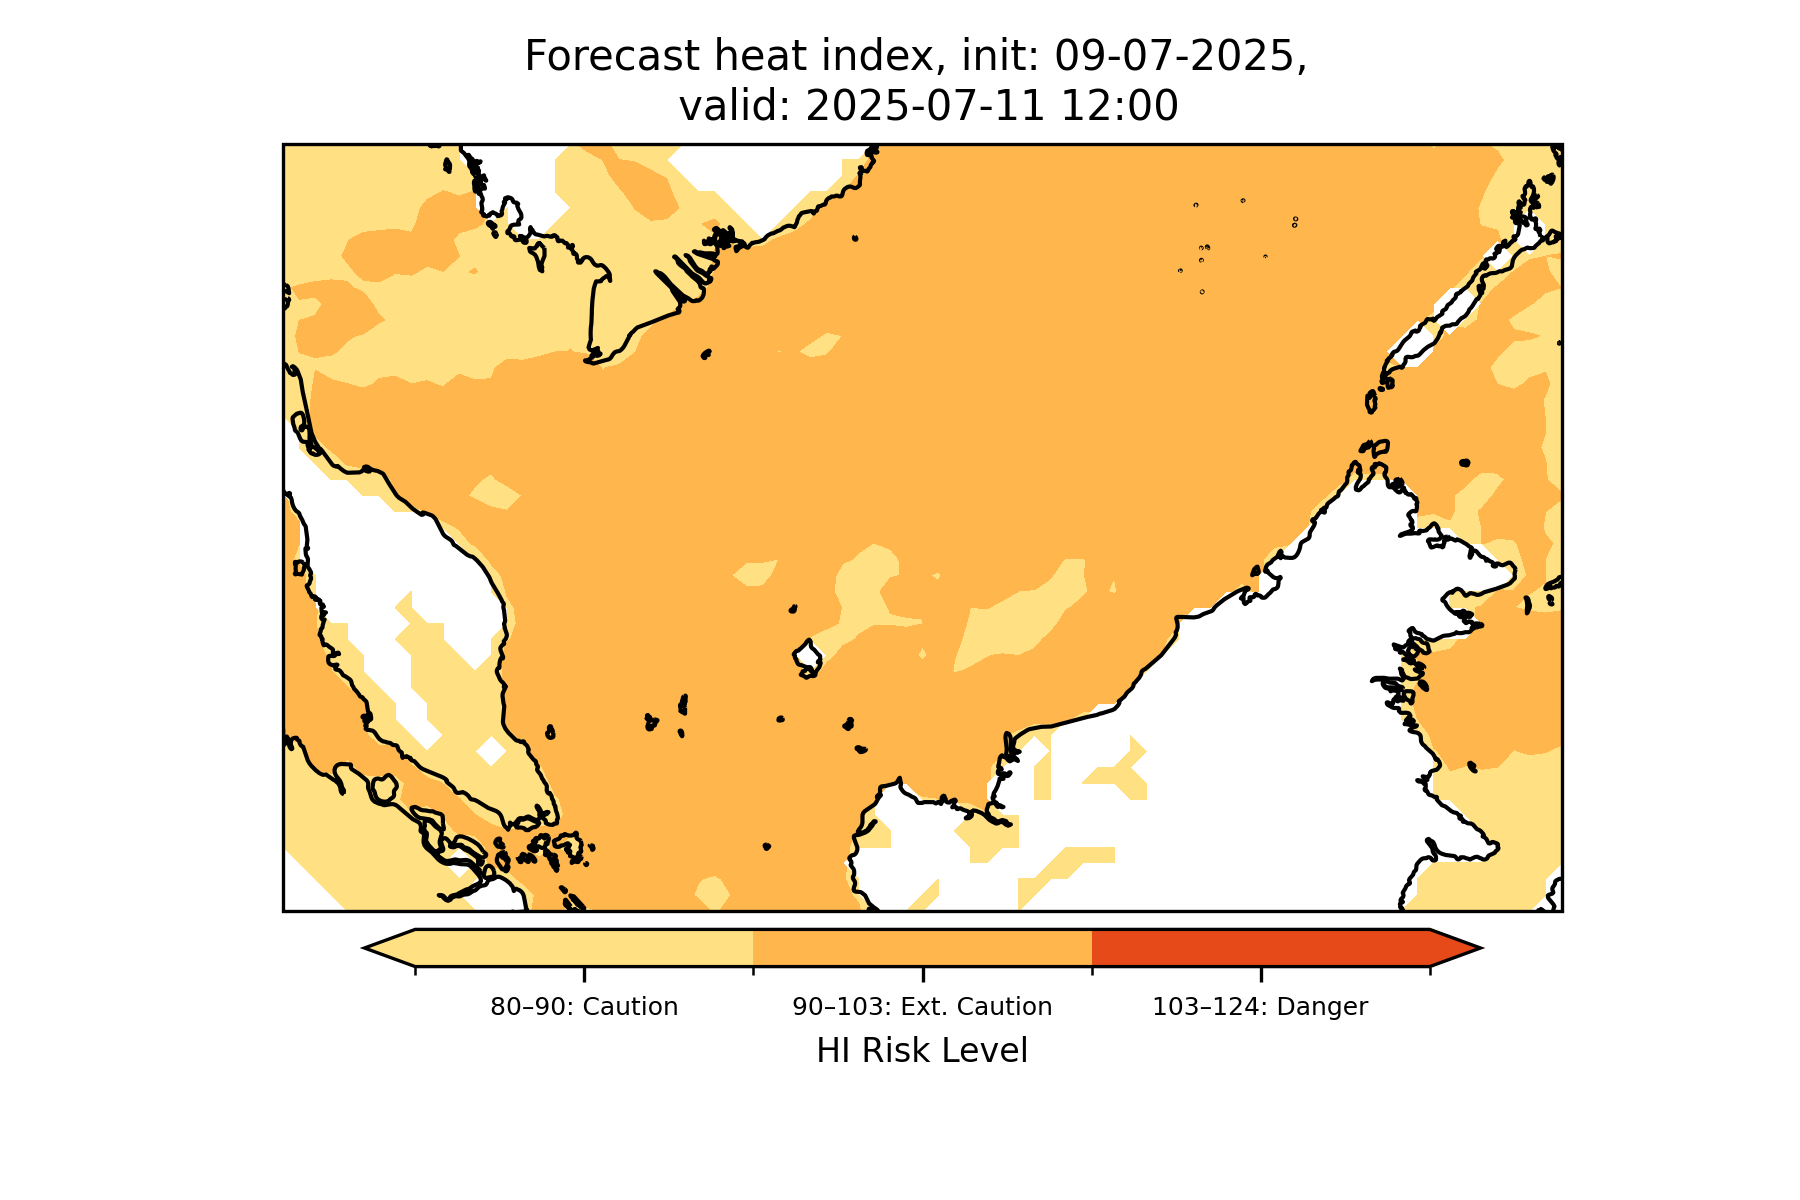 Forecast heat index, init: 09-07-2025,
valid: 2025-07-11 12:00
80–90: Caution
90–103: Ext. Caution
103–124: Danger
HI Risk Level